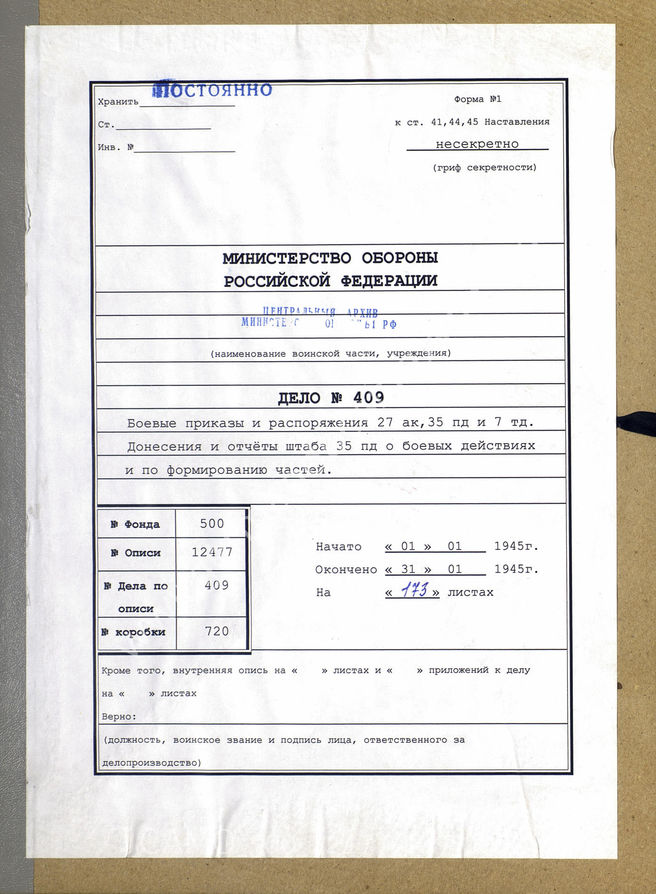 Хранить ПОСТОЯННО
Форма №1
Ст.
к ст. 41,44,45 Наставления
Инв. №
несекретно
(гриф секретности)
МИНИСТЕРСТВО ОБОРОНЫ
РОССИЙСКОЙ ФЕДЕРАЦИИ
ЦЕНТРАЛЬНЫЙ АРХИВ
РФ
(наименование воинской части, учреждения)
ДЕЛО № 409
Боевые приказы и распоряжения 27 ак,35 пд и 7 тд.
Донесения и отчёты штаба 35 пд о боевых действиях
и по формированию частей.
№ Фонда 500
№ Описи 12477
№ Дела по описи 409
№ коробки 720
Начато « 01 » 01 1945г.
Окончено « 31 » 01 1945г.
На « 173 » листах
Кроме того, внутренняя опись на « » листах и « » приложений к делу
на « » листах
Верно:
(должность, воинское звание и подпись лица, ответственного за
делопроизводство)